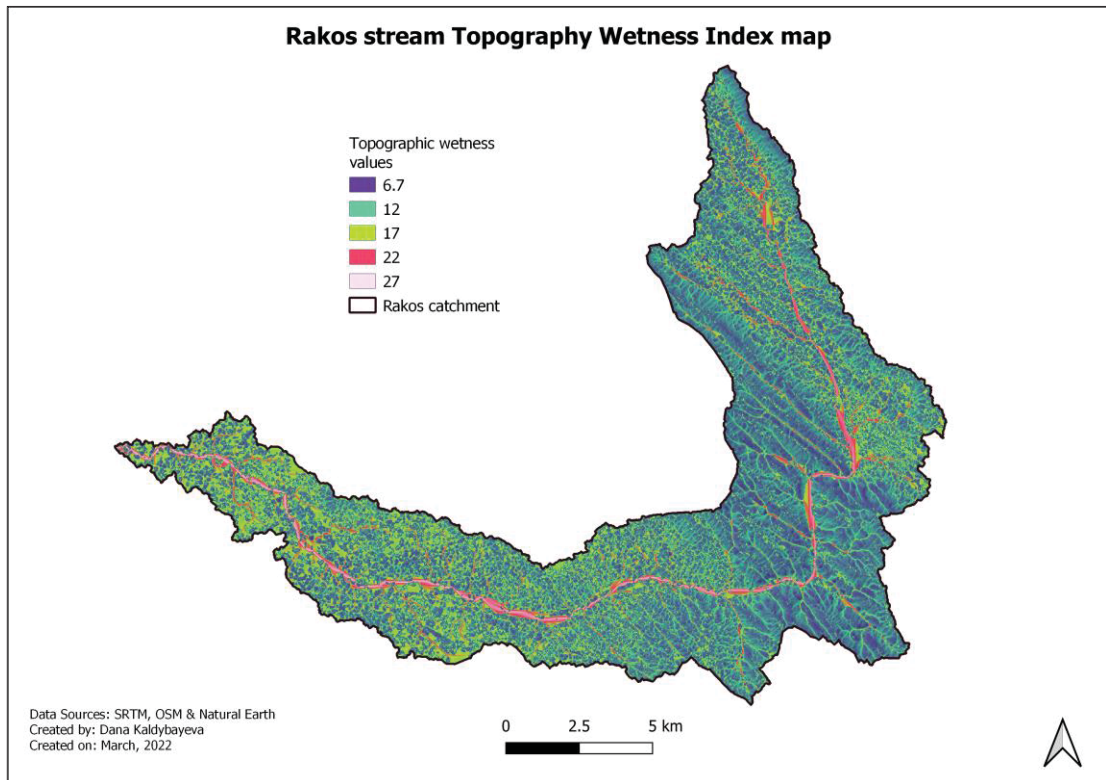 Rakos stream Topography Wetness Index map
Topographic wetness
values
6.7
12
17
22
27
Rakos catchment
Data Sources: SRTM, OSM & Natural Earth
Created by: Dana Kaldybayeva
Created on: March, 2022
0 2.5 5 km